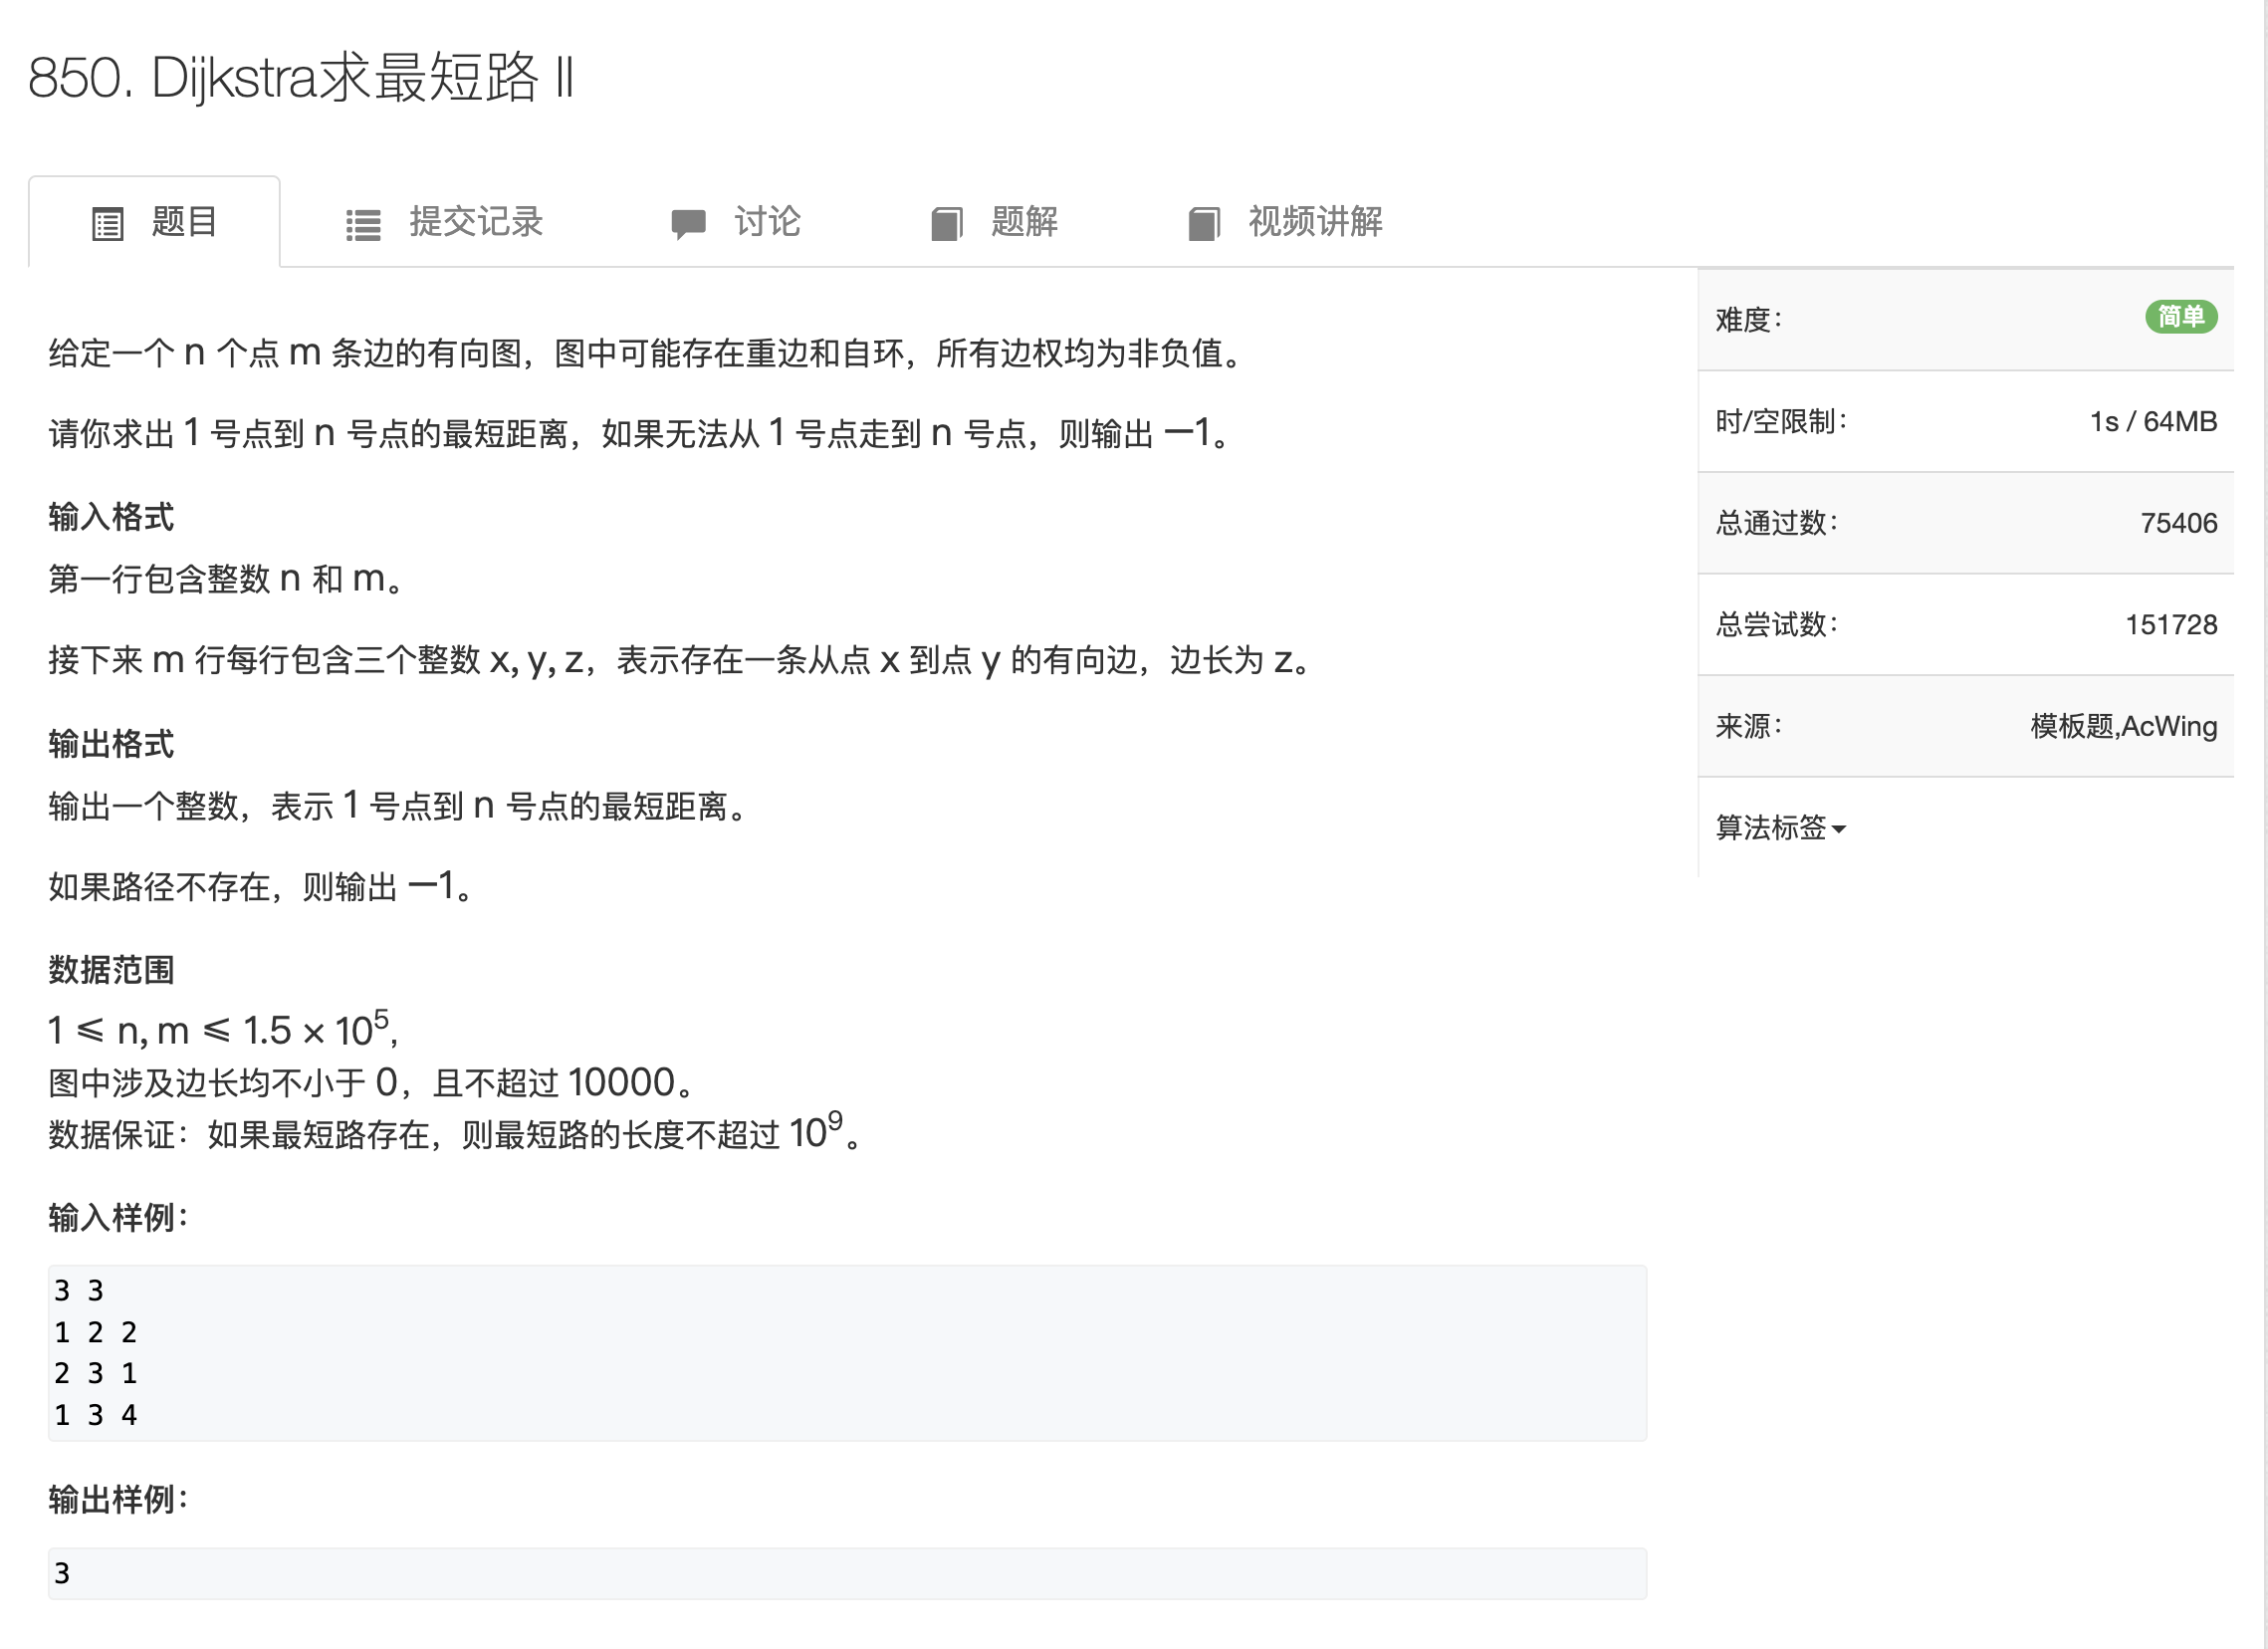 850. Dijkstra求最短路 II
题目 提交记录 讨论 题解 视频讲解
给定一个 n 个点 m 条边的有向图，图中可能存在重边和自环，所有边权均为非负值。
请你求出 1 号点到 n 号点的最短距离，如果无法从 1 号点走到 n 号点，则输出 −1。
输入格式
第一行包含整数 n 和 m。
接下来 m 行每行包含三个整数 x, y, z，表示存在一条从点 x 到点 y 的有向边，边长为 z。
输出格式
输出一个整数，表示 1 号点到 n 号点的最短距离。
如果路径不存在，则输出 −1。
数据范围
1 ⩽ n, m ⩽ 1.5 × 10⁵,
图中涉及边长均不小于 0，且不超过 10000。
数据保证：如果最短路存在，则最短路的长度不超过 10⁹。
输入样例：
3 3
1 2 2
2 3 1
1 3 4
输出样例：
3
难度： 简单
时/空限制： 1s / 64MB
总通过数： 75406
总尝试数： 151728
来源： 模板题,AcWing
算法标签